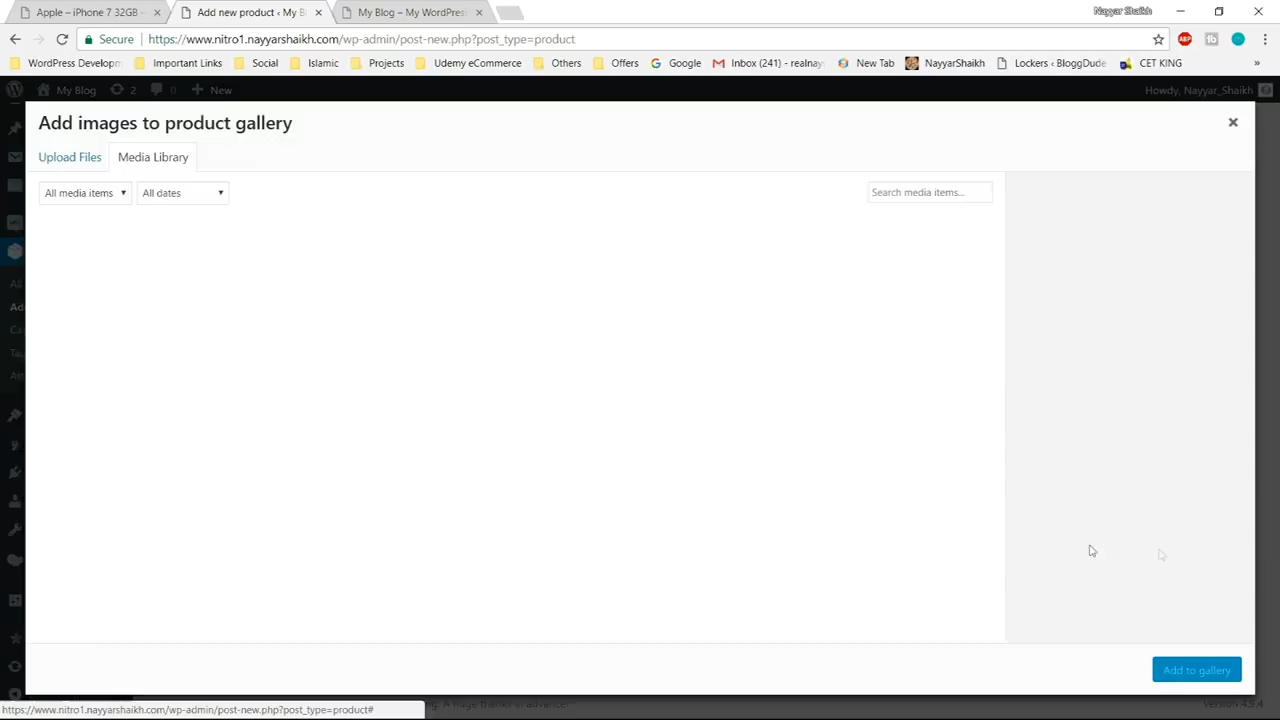 Apple – iPhone 7 32GB
Add new product ‹ My B
My Blog – My WordPres
Nayyar Shaikh
Secure
https://www.nitro1.nayyarshaikh.com/wp-admin/post-new.php?post_type=product
WordPress Developm
Important Links
Social
Islamic
Projects
Udemy eCommerce
Others
Offers
Google
Inbox (241) - realnay
New Tab
NayyarShaikh
Lockers ‹ BloggDude
CET KING
»
My Blog
2
0
New
Howdy, Nayyar_Shaikh
Add images to product gallery
Upload Files
Media Library
All media items
All dates
Search media items...
Add to gallery
https://www.nitro1.nayyarshaikh.com/wp-admin/post-new.php?post_type=product#
Version 4.9.4